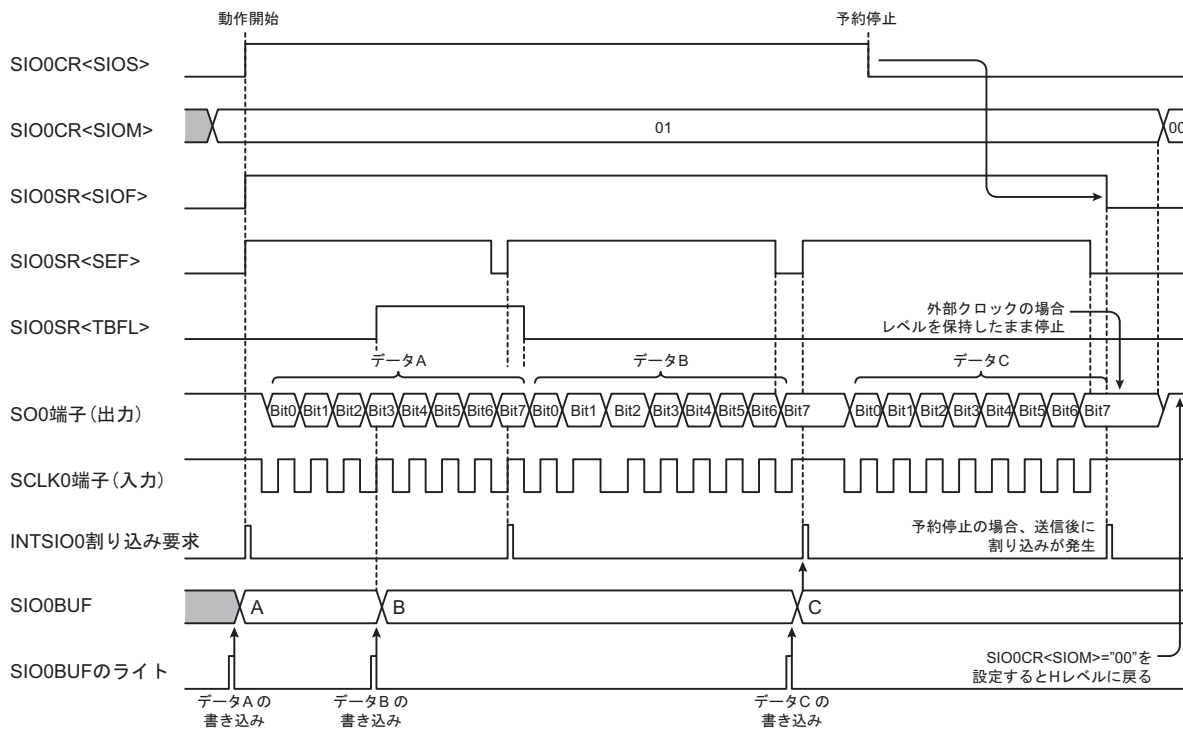 動作開始
予約停止
SIO0CR<SIOS>
SIO0CR<SIOM>
01
00
SIO0SR<SIOF>
SIO0SR<SEF>
SIO0SR<TBFL>
外部クロックの場合
レベルを保持したまま停止
データA
データB
データC
SO0端子(出力)
Bit0 Bit1 Bit2 Bit3 Bit4 Bit5 Bit6 Bit7 Bit0 Bit1 Bit2 Bit3 Bit4 Bit5 Bit6 Bit7 Bit0 Bit1 Bit2 Bit3 Bit4 Bit5 Bit6 Bit7
SCLK0端子(入力)
INTSIO0割り込み要求
予約停止の場合、送信後に
割り込みが発生
SIO0BUF
A
B
C
SIO0BUFのライト
SIO0CR<SIOM>="00"を
設定するとHレベルに戻る
データA の
書き込み
データB の
書き込み
データC の
書き込み